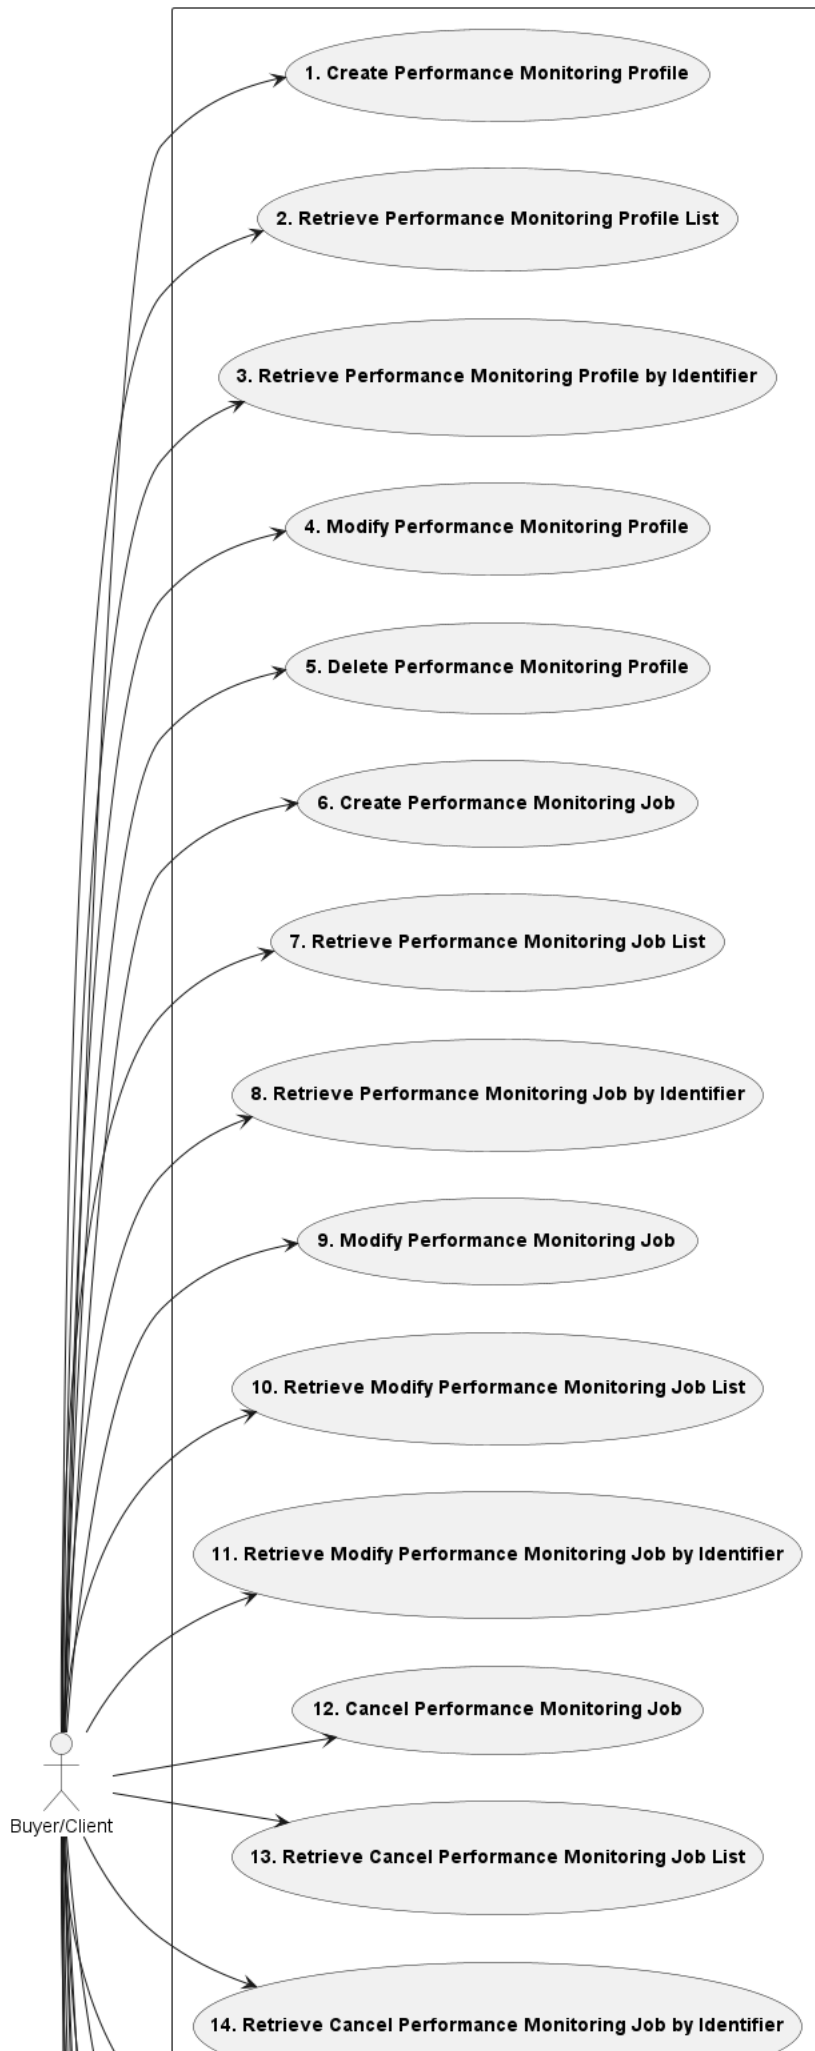 1. Create Performance Monitoring Profile
2. Retrieve Performance Monitoring Profile List
3. Retrieve Performance Monitoring Profile by Identifier
4. Modify Performance Monitoring Profile
5. Delete Performance Monitoring Profile
6. Create Performance Monitoring Job
7. Retrieve Performance Monitoring Job List
8. Retrieve Performance Monitoring Job by Identifier
9. Modify Performance Monitoring Job
10. Retrieve Modify Performance Monitoring Job List
11. Retrieve Modify Performance Monitoring Job by Identifier
12. Cancel Performance Monitoring Job
Buyer/Client
13. Retrieve Cancel Performance Monitoring Job List
14. Retrieve Cancel Performance Monitoring Job by Identifier